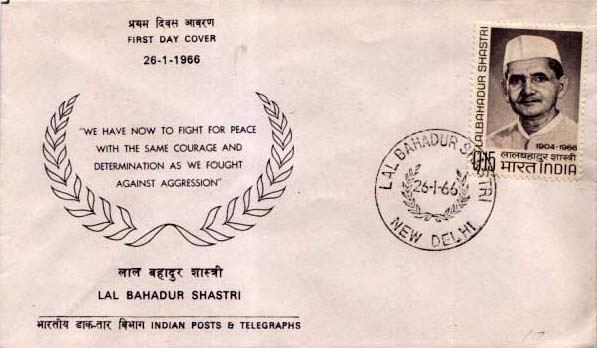 प्रथम दिवस आवरण
FIRST DAY COVER
26-1-1966
"WE HAVE NOW TO FIGHT FOR PEACE
WITH THE SAME COURAGE AND
DETERMINATION AS WE FOUGHT
AGAINST AGGRESSION"
लाल बहादुर शास्त्री
LAL BAHADUR SHASTRI
भारतीय डाक-तार विभाग INDIAN POSTS & TELEGRAPHS
LAL BAHADUR SHASTRI
26-1-66
NEW DELHI
LALBAHADUR SHASTRI
1904-1966
लालबहादुर शास्त्री
0.15 भारत INDIA